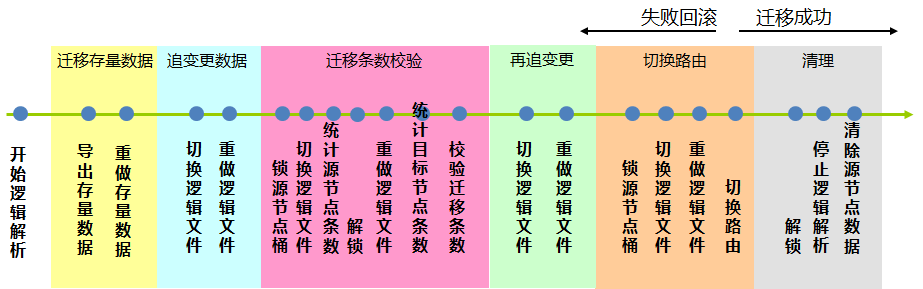 失败回滚
迁移成功
迁移存量数据
追变更数据
迁移条数校验
再追变更
切换路由
清理
开始逻辑解析
导出存量数据
重做存量数据
切换逻辑文件
重做逻辑文件
锁源节点桶
切换逻辑文件
统计源节点条数
解锁
重做逻辑文件
统计目标节点条数
校验迁移条数
切换逻辑文件
重做逻辑文件
锁源节点桶
切换逻辑文件
重做逻辑文件
切换路由
解锁
停止逻辑解析
清除源节点数据